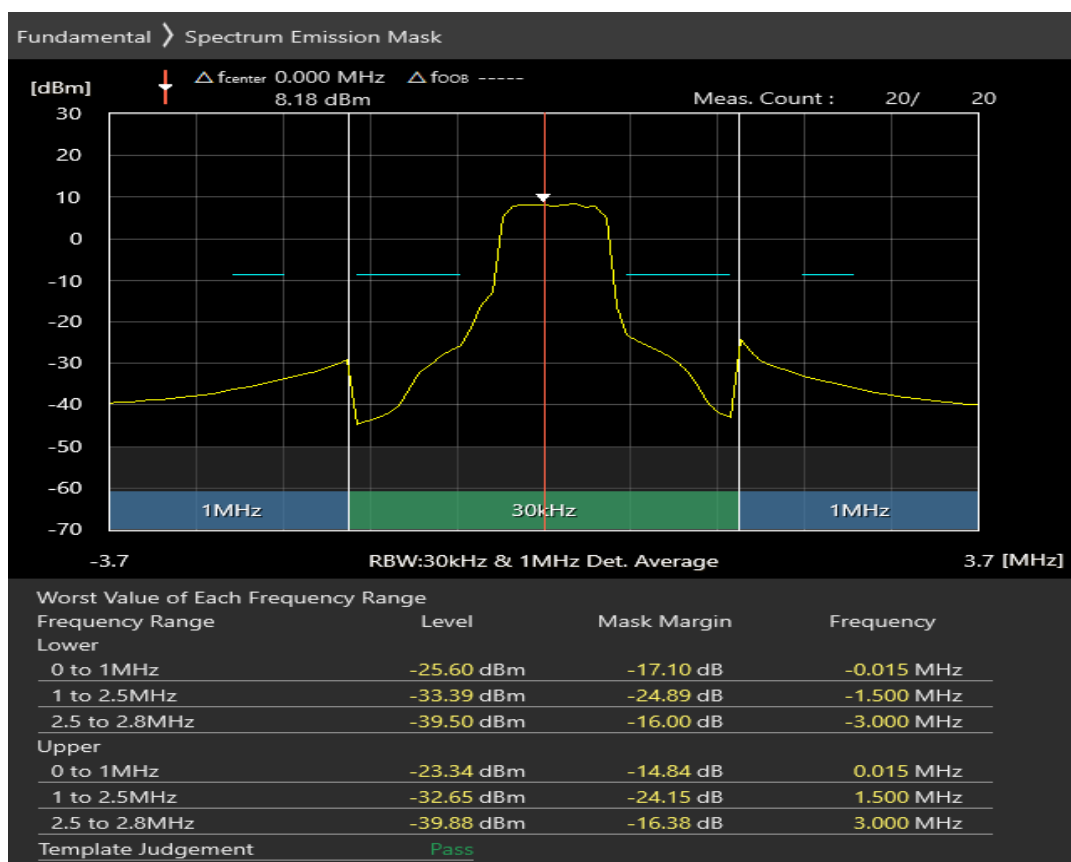 Fundamental ❯ Spectrum Emission Mask
[dBm] △ fcenter 0.000 MHz △ fOOB -----
8.18 dBm Meas. Count : 20/ 20
30
20
10
0
-10
-20
-30
-40
-50
-60
1MHz 30kHz 1MHz
-70
-3.7 RBW:30kHz & 1MHz Det. Average 3.7 [MHz]
Worst Value of Each Frequency Range
Frequency Range Level Mask Margin Frequency
Lower
0 to 1MHz -25.60 dBm -17.10 dB -0.015 MHz
1 to 2.5MHz -33.39 dBm -24.89 dB -1.500 MHz
2.5 to 2.8MHz -39.50 dBm -16.00 dB -3.000 MHz
Upper
0 to 1MHz -23.34 dBm -14.84 dB 0.015 MHz
1 to 2.5MHz -32.65 dBm -24.15 dB 1.500 MHz
2.5 to 2.8MHz -39.88 dBm -16.38 dB 3.000 MHz
Template Judgement Pass